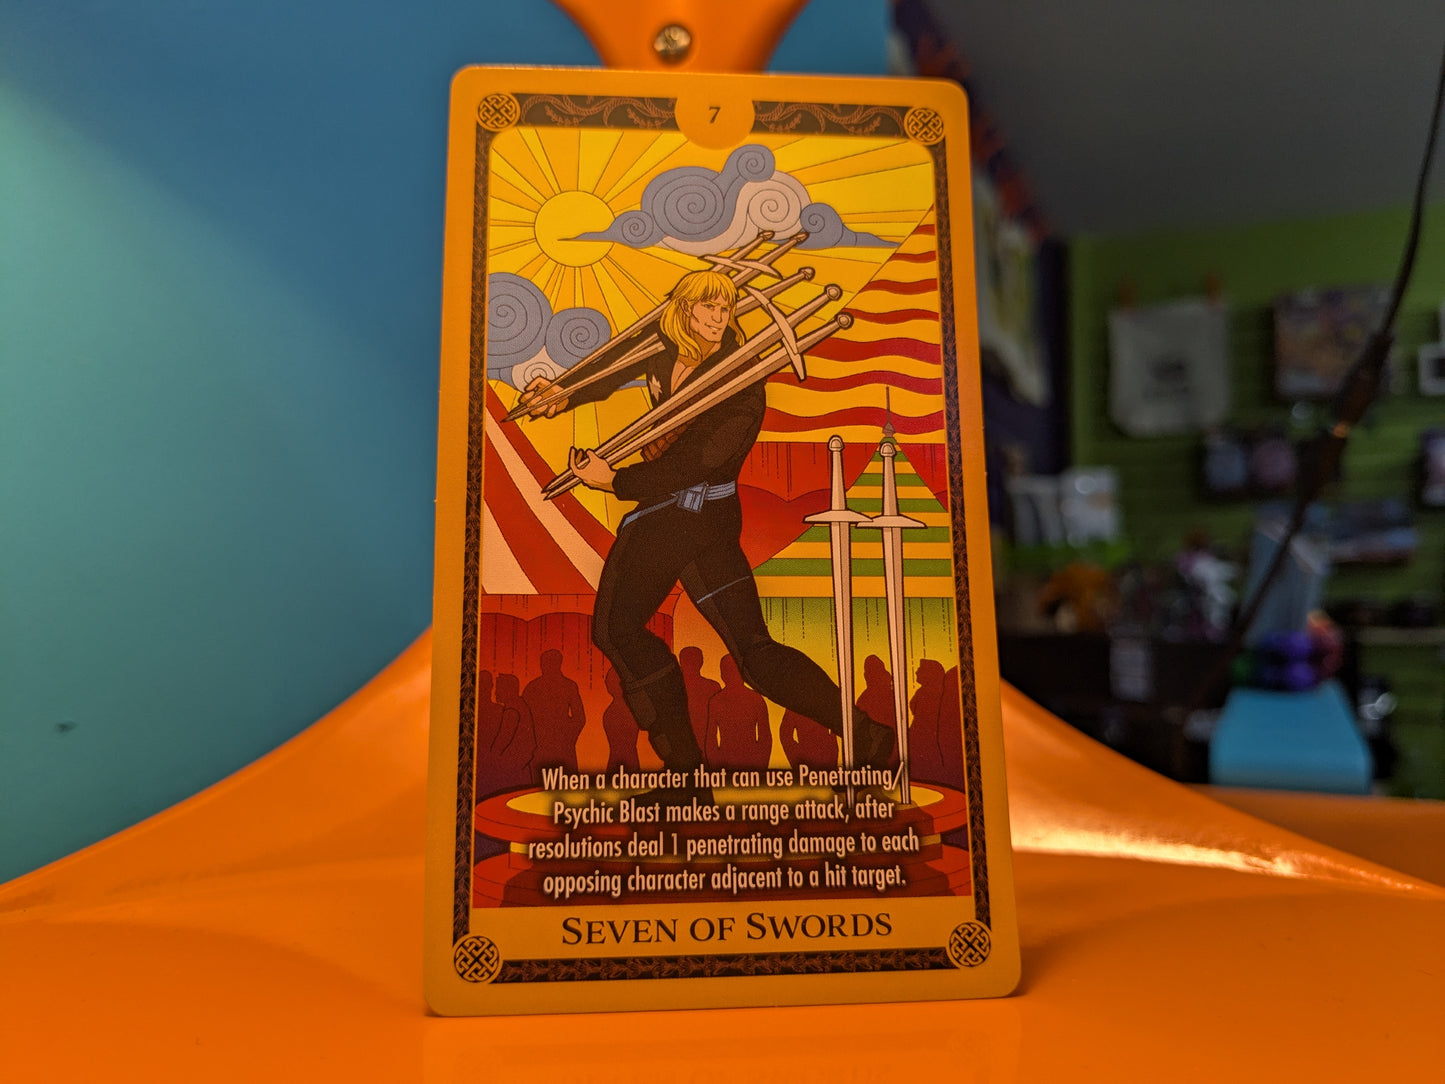 7
When a character that can use Penetrating/
Psychic Blast makes a range attack, after
resolutions deal 1 penetrating damage to each
opposing character adjacent to a hit target.
Seven of Swords